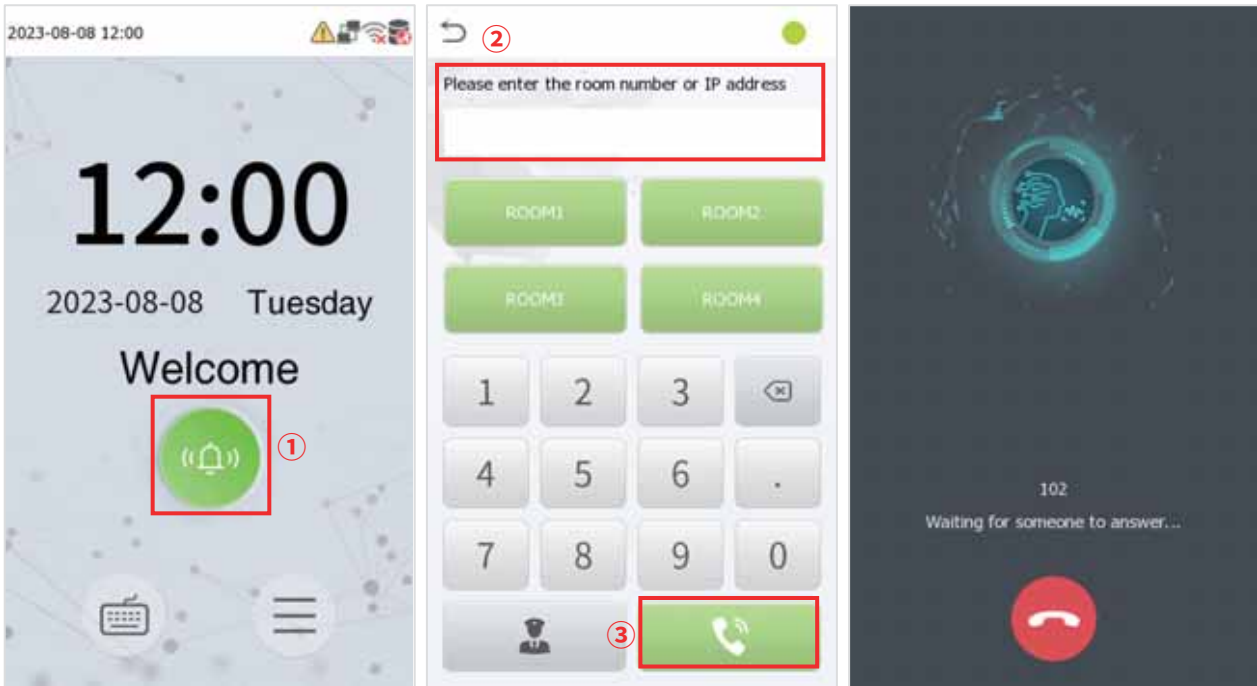 2023-08-08 12:00
12:00
2023-08-08 Tuesday
Welcome
①
②
Please enter the room number or IP address
ROOM1 ROOM2
ROOM3 ROOM4
1 2 3
4 5 6 .
7 8 9 0
③
102
Waiting for someone to answer...